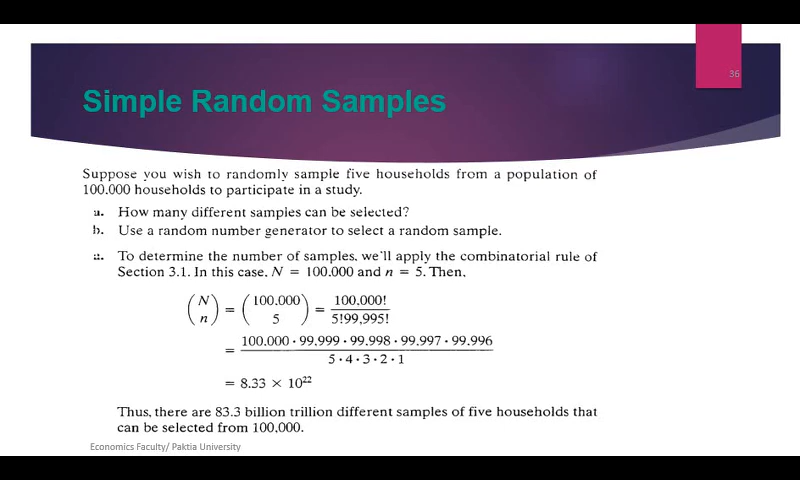 36
Simple Random Samples
Suppose you wish to randomly sample five households from a population of
100.000 households to participate in a study.
a. How many different samples can be selected?
b. Use a random number generator to select a random sample.
a. To determine the number of samples, we'll apply the combinatorial rule of
Section 3.1. In this case, N = 100.000 and n = 5. Then,
(N n) = (100.000 5) = 100.000! / 5!99,995!
= 100.000 · 99.999 · 99.998 · 99.997 · 99.996 / 5 · 4 · 3 · 2 · 1
= 8.33 × 10²²
Thus, there are 83.3 billion trillion different samples of five households that
can be selected from 100,000.
Economics Faculty/ Paktia University